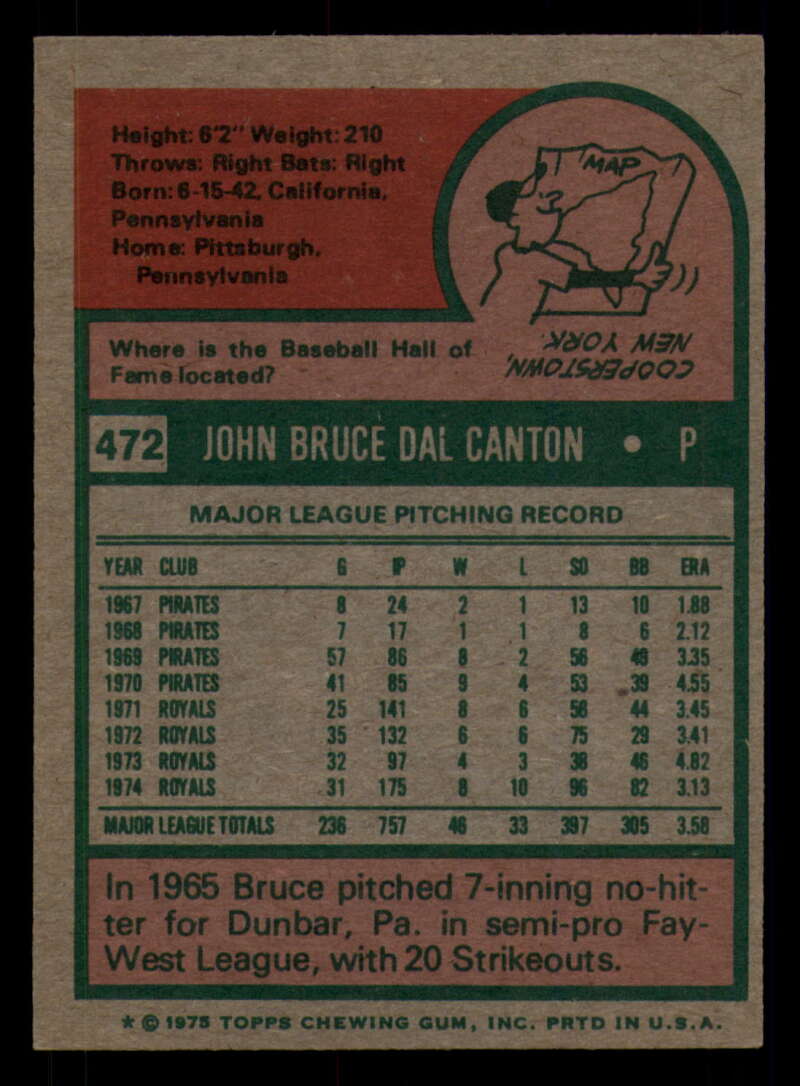 Height: 6'2" Weight: 210
Throws: Right Bats: Right
Born: 6-15-42, California,
Pennsylvania
Home: Pittsburgh,
Pennsylvania
MAP
Where is the Baseball Hall of
Fame located?
COOPERSTOWN,
NEW YORK.
472 JOHN BRUCE DAL CANTON • P
MAJOR LEAGUE PITCHING RECORD
YEAR CLUB G IP W L SO BB ERA
1967 PIRATES 8 24 2 1 13 10 1.88
1968 PIRATES 7 17 1 1 8 6 2.12
1969 PIRATES 57 86 8 2 56 49 3.35
1970 PIRATES 41 85 9 4 53 39 4.55
1971 ROYALS 25 141 8 6 58 44 3.45
1972 ROYALS 35 132 6 6 75 29 3.41
1973 ROYALS 32 97 4 3 38 46 4.82
1974 ROYALS 31 175 8 10 96 82 3.13
MAJOR LEAGUE TOTALS 236 757 46 33 397 305 3.58
In 1965 Bruce pitched 7-inning no-hit-
ter for Dunbar, Pa. in semi-pro Fay-
West League, with 20 Strikeouts.
* © 1975 TOPPS CHEWING GUM, INC. PRTD IN U.S.A.